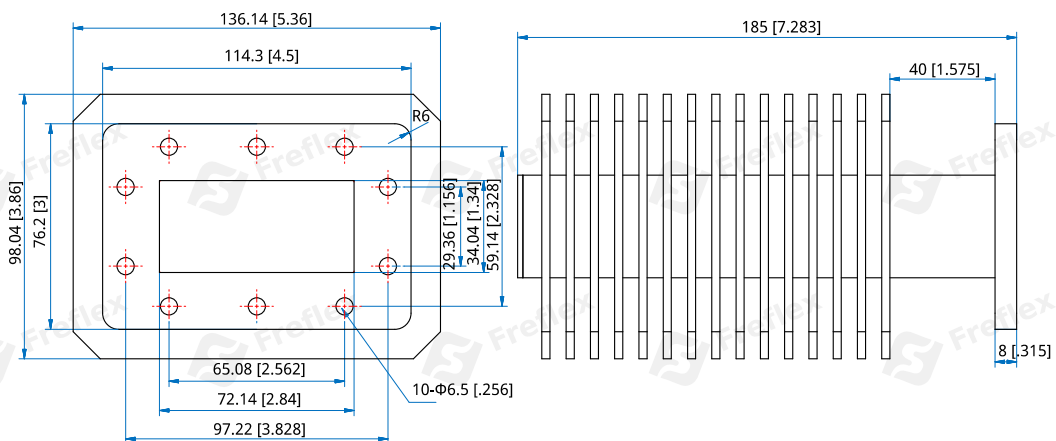 136.14 [5.36]
114.3 [4.5]
R6
98.04 [3.86]
76.2 [3]
29.36 [1.156]
34.04 [1.34]
59.14 [2.328]
65.08 [2.562]
72.14 [2.84]
97.22 [3.828]
10-Φ6.5 [.256]
185 [7.283]
40 [1.575]
8 [.315]
Freflex
Freflex
Freflex
Freflex
Freflex
Freflex
Freflex
Freflex